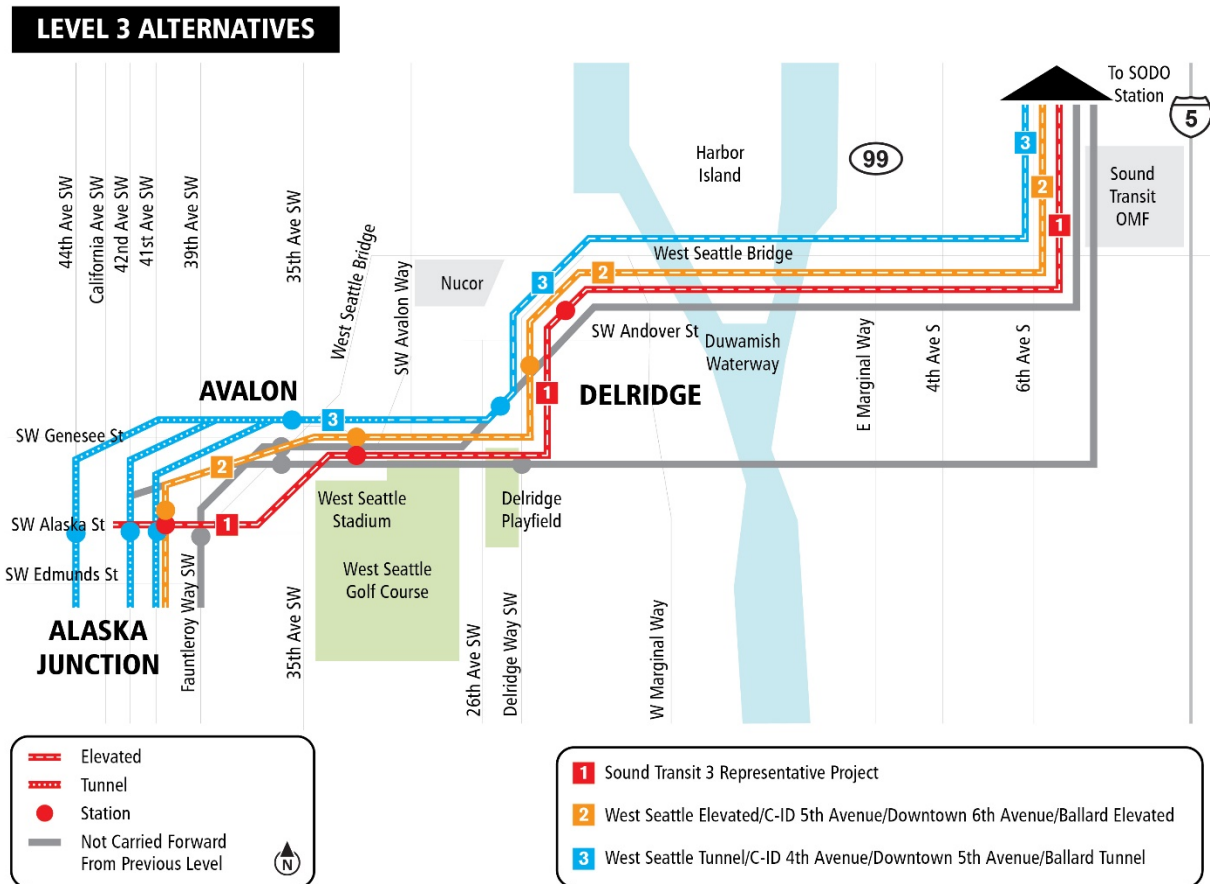 LEVEL 3 ALTERNATIVES
To SODO
Station
5
44th Ave SW
California Ave SW
42nd Ave SW
41st Ave SW
39th Ave SW
35th Ave SW
West Seattle Bridge
SW Avalon Way
Nucor
Harbor
Island
99
3
2
1
Sound
Transit
OMF
West Seattle Bridge
3
2
SW Andover St
Duwamish
Waterway
E Marginal Way
4th Ave S
6th Ave S
AVALON
3
1
DELRIDGE
SW Genesee St
2
SW Alaska St
1
West Seattle
Stadium
Delridge
Playfield
SW Edmunds St
West Seattle
Golf Course
ALASKA
JUNCTION
Fauntleroy Way SW
35th Ave SW
26th Ave SW
Delridge Way SW
W Marginal Way
Elevated
Tunnel
Station
Not Carried Forward
From Previous Level
N
1 Sound Transit 3 Representative Project
2 West Seattle Elevated/C-ID 5th Avenue/Downtown 6th Avenue/Ballard Elevated
3 West Seattle Tunnel/C-ID 4th Avenue/Downtown 5th Avenue/Ballard Tunnel